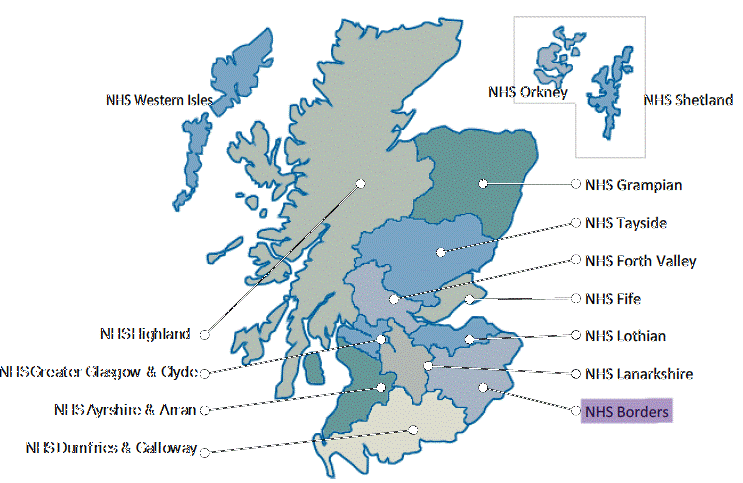 NHS Western Isles
NHS Orkney
NHS Shetland
NHS Grampian
NHS Tayside
NHS Forth Valley
NHS Fife
NHS Highland
NHS Lothian
NHS Greater Glasgow & Clyde
NHS Lanarkshire
NHS Ayrshire & Arran
NHS Borders
NHS Dumfries & Galloway